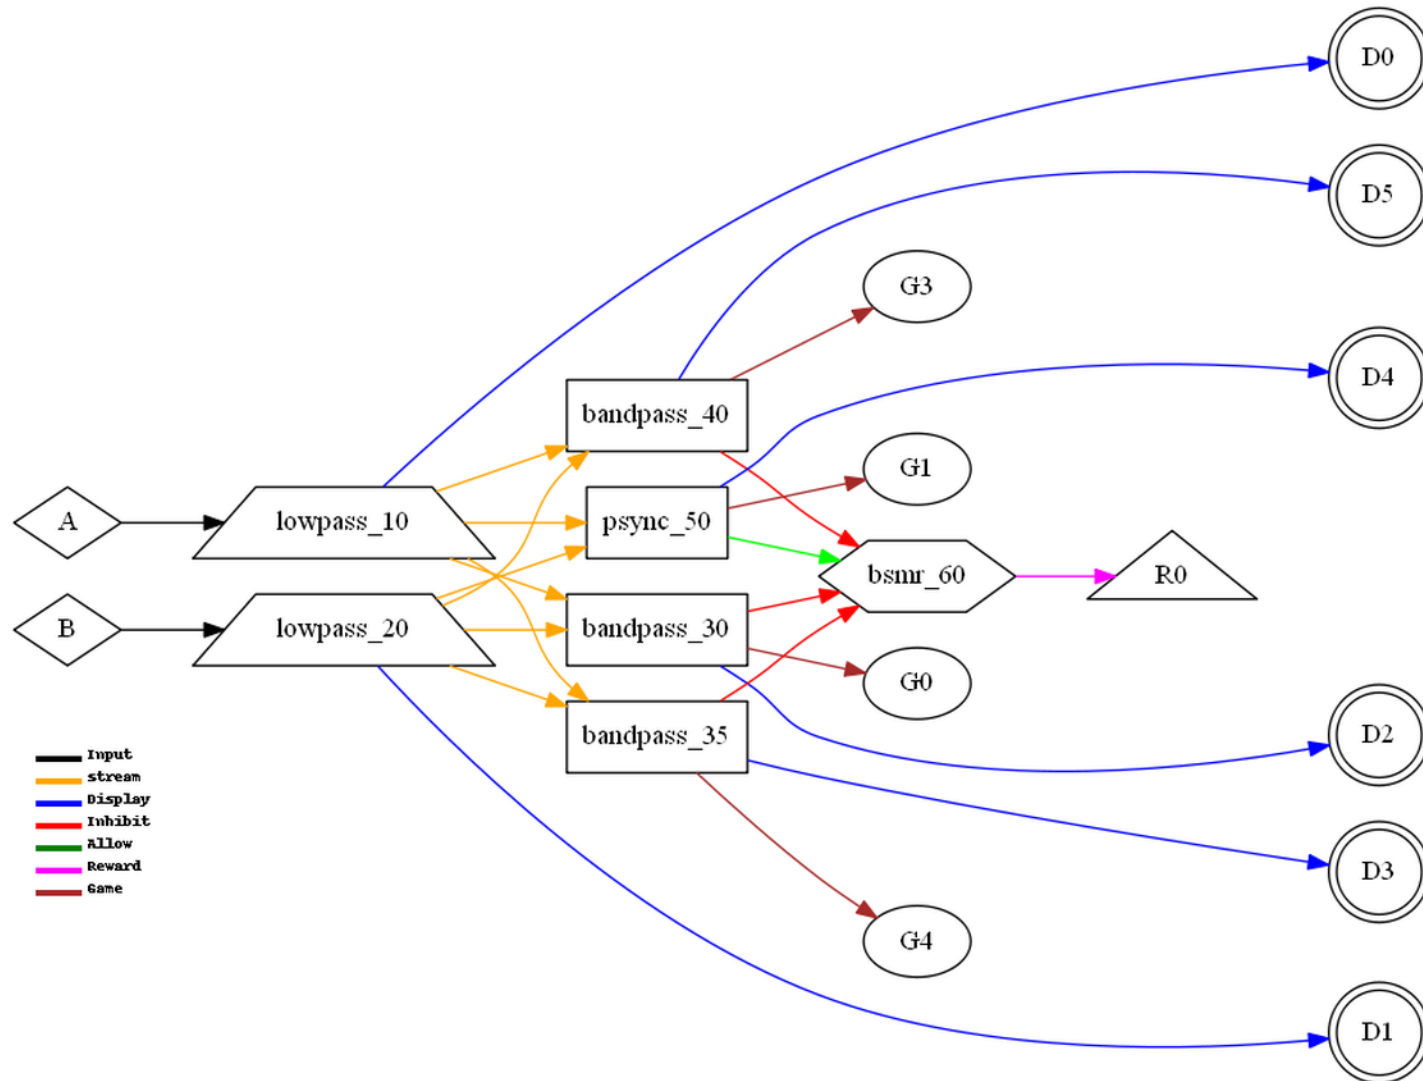 D0
D5
G3
D4
bandpass_40
G1
A
lowpass_10
psync_50
bsmr_60
R0
B
lowpass_20
bandpass_30
G0
bandpass_35
D2
Input
stream
Display
Inhibit
Allow
Reward
Game
D3
G4
D1